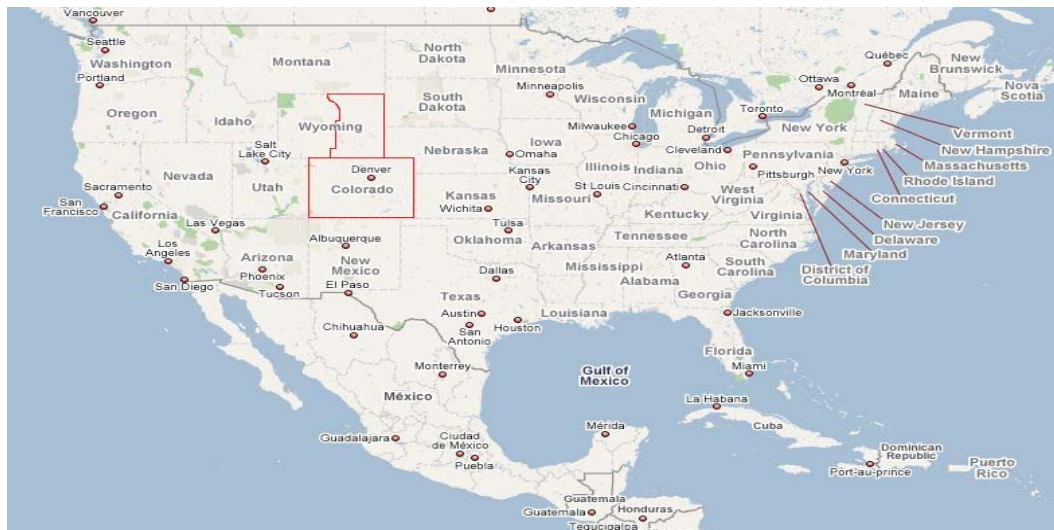 Vancouver
Seattle
Washington
Portland
Oregon
Montana
Idaho
Wyoming
North
Dakota
South
Dakota
Minnesota
Minneapolis
Wisconsin
Michigan
Milwaukee
Chicago
Detroit
Toronto
Ottawa
Montréal
Québec
New
Brunswick
Nova
Scotia
Maine
Vermont
New Hampshire
Massachusetts
Rhode Island
Connecticut
New York
New York
Cleveland
Ohio
Pennsylvania
Pittsburgh
New Jersey
Delaware
Maryland
District of
Columbia
Salt
Lake City
Nevada
Utah
Denver
Colorado
Nebraska
Iowa
Omaha
Kansas
City
Kansas
Wichita
Missouri
St Louis
Illinois
Indiana
Cincinnati
West
Virginia
Virginia
Kentucky
Sacramento
San
Francisco
California
Las Vegas
Los
Angeles
San Diego
Arizona
Phoenix
Tucson
Albuquerque
New
Mexico
El Paso
Tulsa
Oklahoma
Arkansas
Tennessee
North
Carolina
South
Carolina
Atlanta
Georgia
Mississippi
Alabama
Dallas
Texas
Austin
San
Antonio
Houston
Louisiana
Jacksonville
Florida
Miami
Chihuahua
Monterrey
México
Gulf of
Mexico
La Habana
Cuba
Guadalajara
Ciudad
de México
Puebla
Mérida
Dominican
Republic
Port-au-prince
Puerto
Rico
Guatemala
Guatemala
Honduras
Tegucigalpa